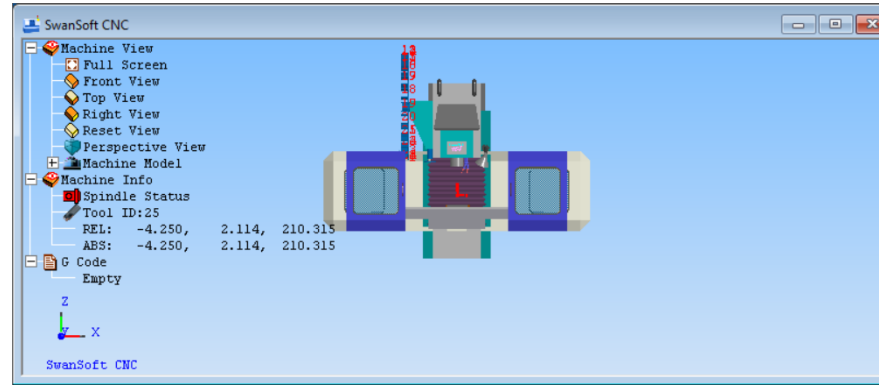 SwanSoft CNC
Machine View
Full Screen
Front View
Top View
Right View
Reset View
Perspective View
Machine Model
Machine Info
Spindle Status
Tool ID:25
REL: -4.250, 2.114, 210.315
ABS: -4.250, 2.114, 210.315
G Code
Empty
Z
Y X
SwanSoft CNC